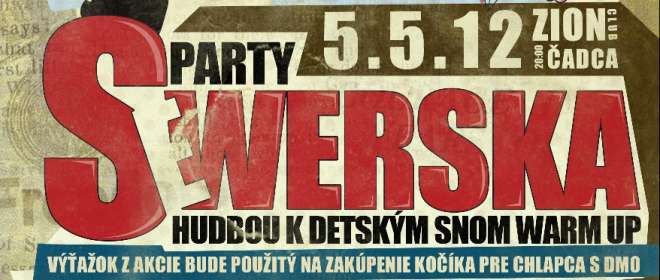 PARTY
5.5.12
20:00
ZION
CLUB
ČADCA
SEWERSKA
HUDBOU K DETSKÝM SNOM WARM UP
VÝŤAŽOK Z AKCIE BUDE POUŽITÝ NA ZAKÚPENIE KOČÍKA PRE CHLAPCA S DMO